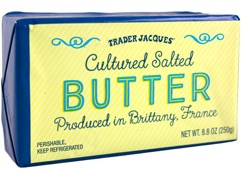 TRADER JACQUES'
Cultured Salted
BUTTER
Produced in Brittany, France
PERISHABLE,
KEEP REFRIGERATED
NET WT. 8.8 OZ (250g)